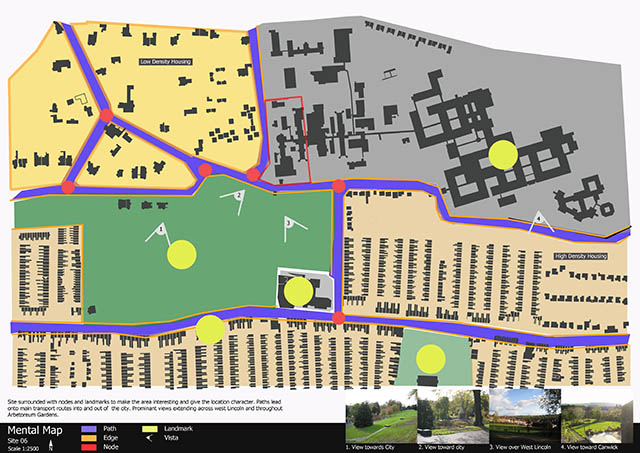 Low Density Housing
2
1
3
4
High Density Housing
Site surrounded with nodes and landmarks to make the area interesting and give the location character. Paths lead
onto main transport routes into and out of the city. Prominent views extending across west Lincoln and throughout
Arboretoreum Gardens.
Mental Map
Site 06
Scale 1:2500
N
Path
Edge
Node
Landmark
Vista
1. View towards City
2. View toward city
3. View over West Lincoln
4. View toward Canwick